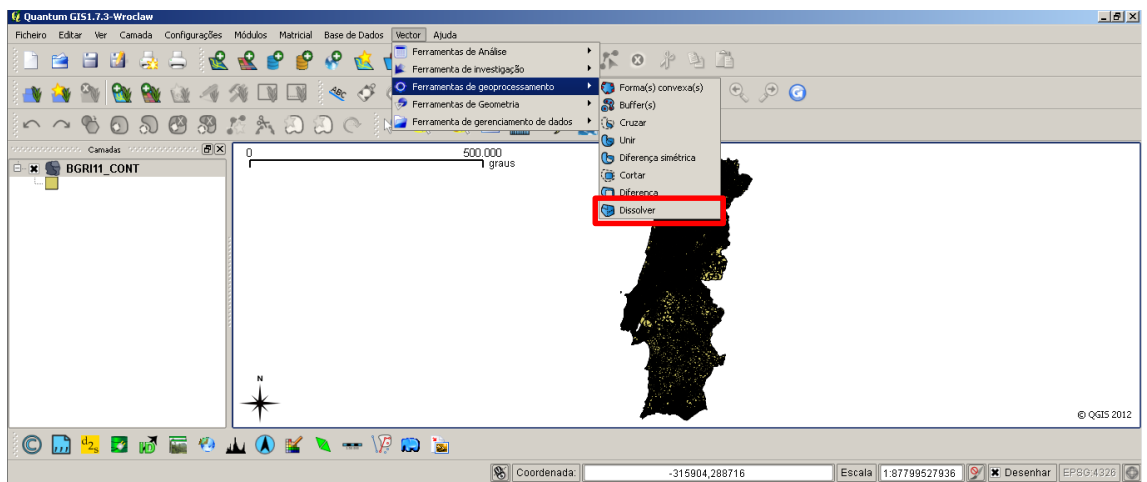 Quantum GIS1.7.3-Wroclaw
Ficheiro Editar Ver Camada Configurações Módulos Matricial Base de Dados Vector Ajuda
Ferramentas de Análise
Ferramenta de investigação
Ferramentas de geoprocessamento
Ferramentas de Geometria
Ferramenta de gerenciamento de dados
Forma(s) convexa(s)
Buffer(s)
Cruzar
Unir
Diferença simétrica
Cortar
Diferença
Dissolver
ABC
Camadas
BGRI11_CONT
0 500.000
graus
N
© QGIS 2012
Coordenada: -315904,288716 Escala 1:87799527936 Desenhar EPSG:4326